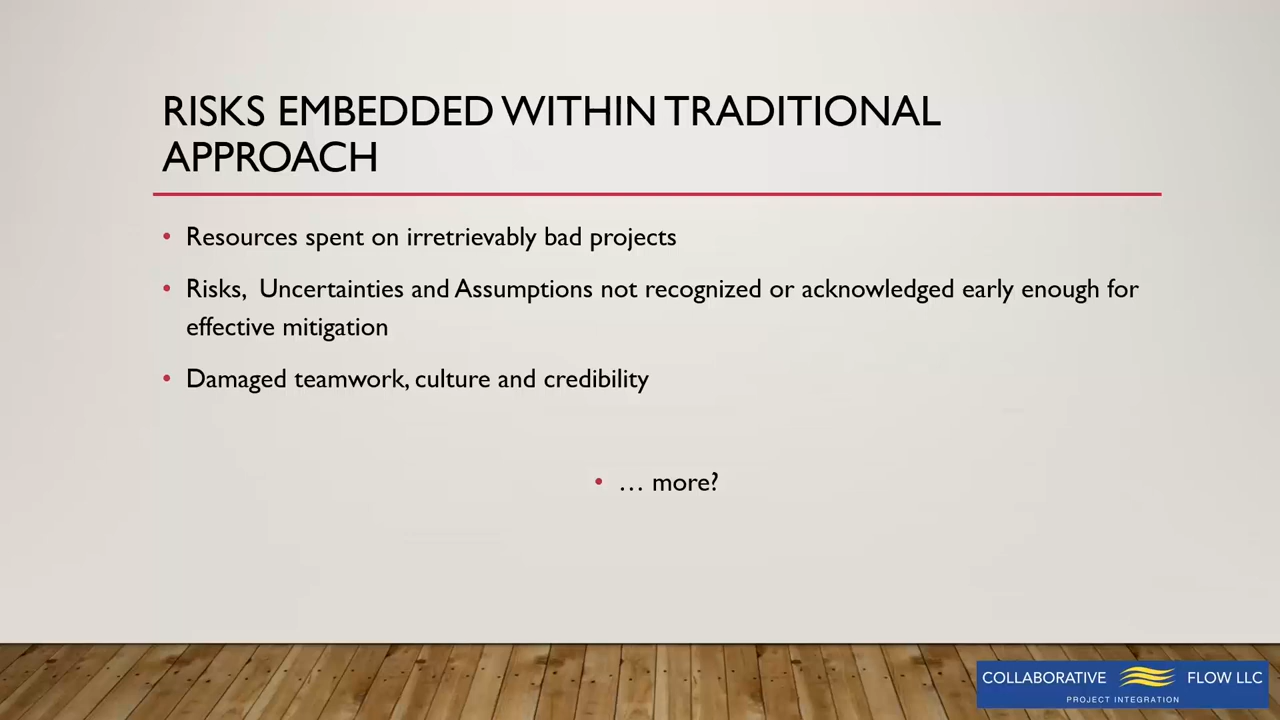 RISKS EMBEDDED WITHIN TRADITIONAL
APPROACH
• Resources spent on irretrievably bad projects
• Risks,  Uncertainties and Assumptions not recognized or acknowledged early enough for
effective mitigation
• Damaged teamwork, culture and credibility
• … more?
COLLABORATIVE FLOW LLC
PROJECT INTEGRATION